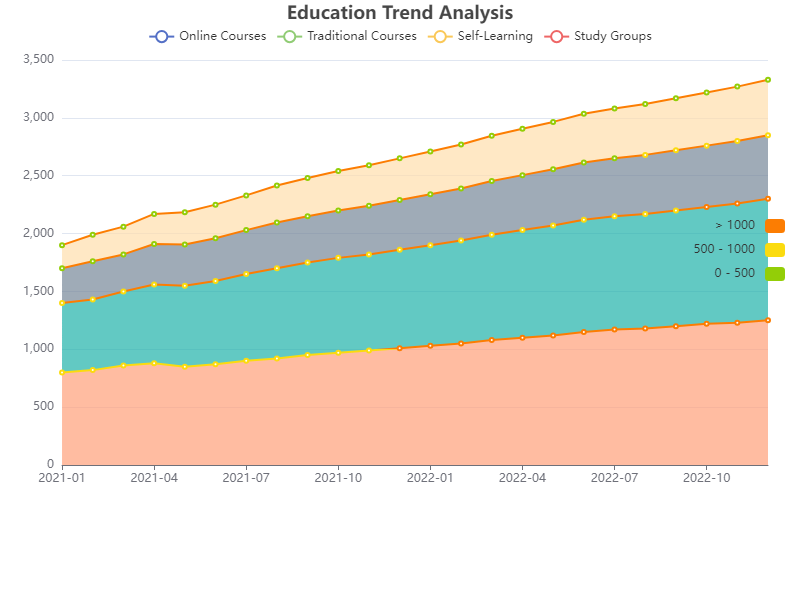 Education Trend Analysis
Online Courses Traditional Courses Self-Learning Study Groups
3,500
3,000
2,500
2,000
1,500
1,000
500
0
> 1000
500 - 1000
0 - 500
2021-01 2021-04 2021-07 2021-10 2022-01 2022-04 2022-07 2022-10